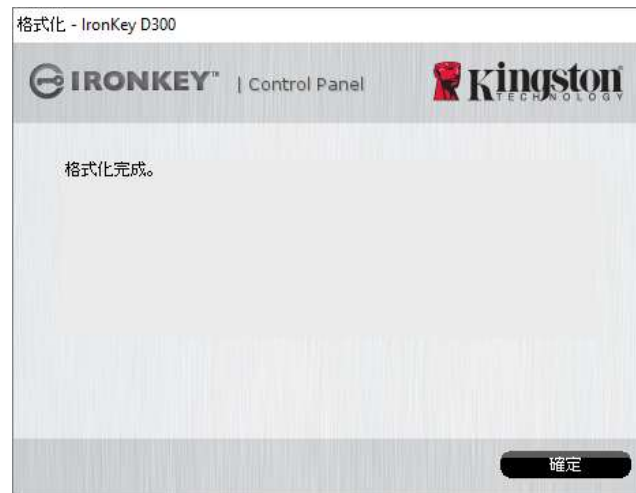 格式化 - IronKey D300
IRONKEY™ | Control Panel
Kingston
TECHNOLOGY
格式化完成。
確定